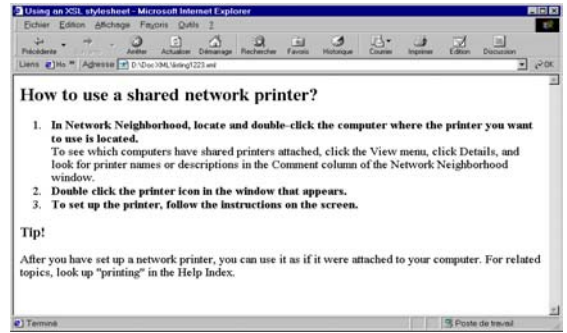 Using an XSL stylesheet - Microsoft Internet Explorer
Fichier Edition Affichage Favoris Outils ?
Précédente Arrêter Actualiser Démarrage Rechercher Favoris Historique Courrier Imprimer Edition Discussion
Liens Adresse D:\Doc XML\listing1223.xml OK
How to use a shared network printer?
1. In Network Neighborhood, locate and double-click the computer where the printer you want
to use is located.
To see which computers have shared printers attached, click the View menu, click Details, and
look for printer names or descriptions in the Comment column of the Network Neighborhood
window.
2. Double click the printer icon in the window that appears.
3. To set up the printer, follow the instructions on the screen.
Tip!
After you have set up a network printer, you can use it as if it were attached to your computer. For related
topics, look up "printing" in the Help Index.
Terminé Poste de travail